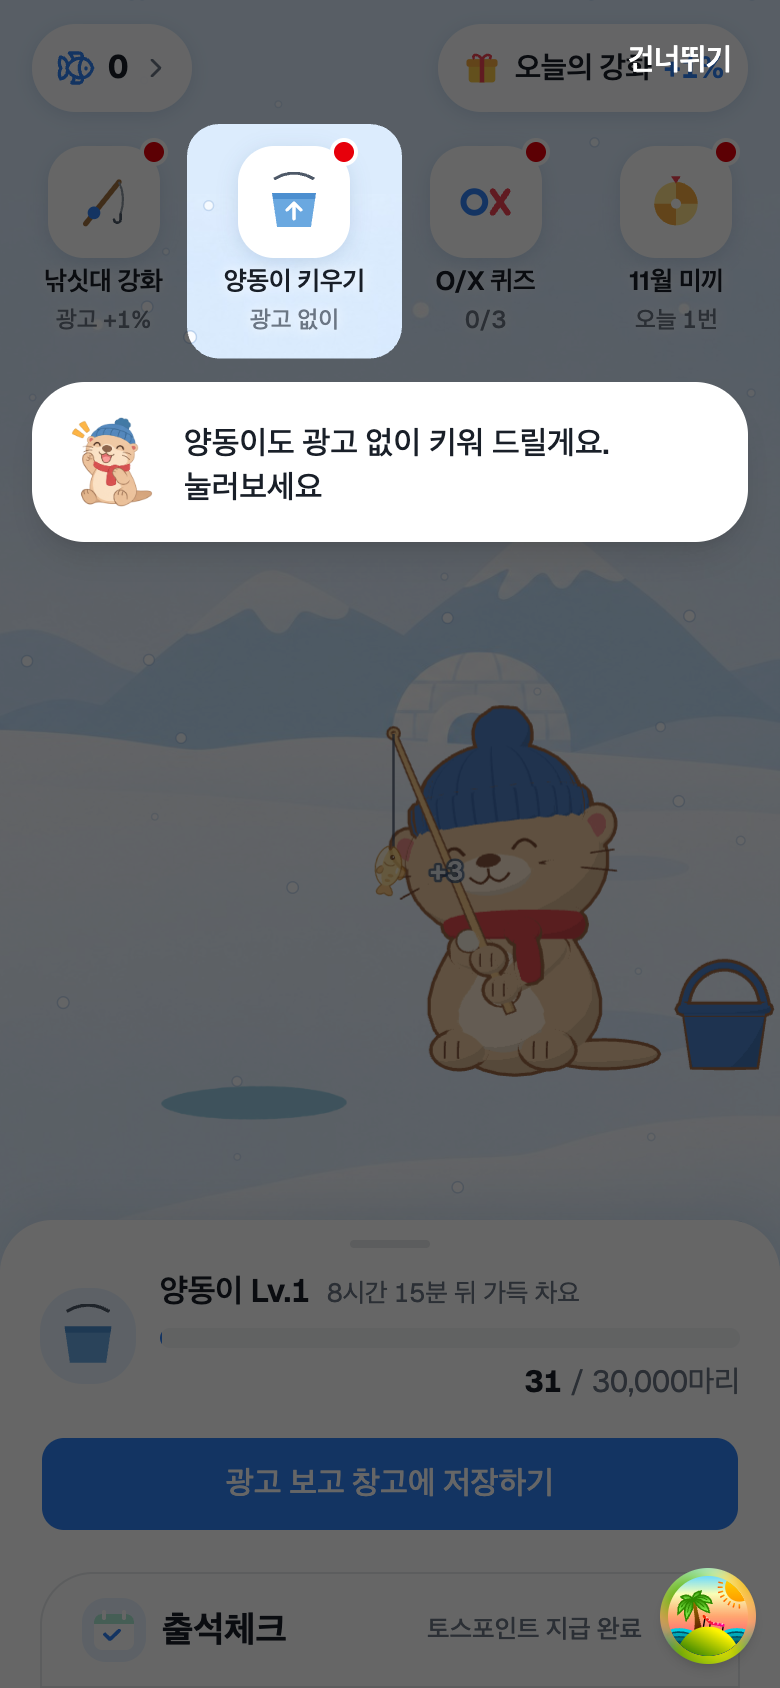 0
오늘의 강화 +1%
건너뛰기
낚싯대 강화
광고 +1%
양동이 키우기
광고 없이
OX
O/X 퀴즈
0/3
11월 미끼
오늘 1번
양동이도 광고 없이 키워 드릴게요.
눌러보세요
+3
양동이 Lv.1 8시간 15분 뒤 가득 차요
31 / 30,000마리
광고 보고 창고에 저장하기
출석체크
토스포인트 지급 완료